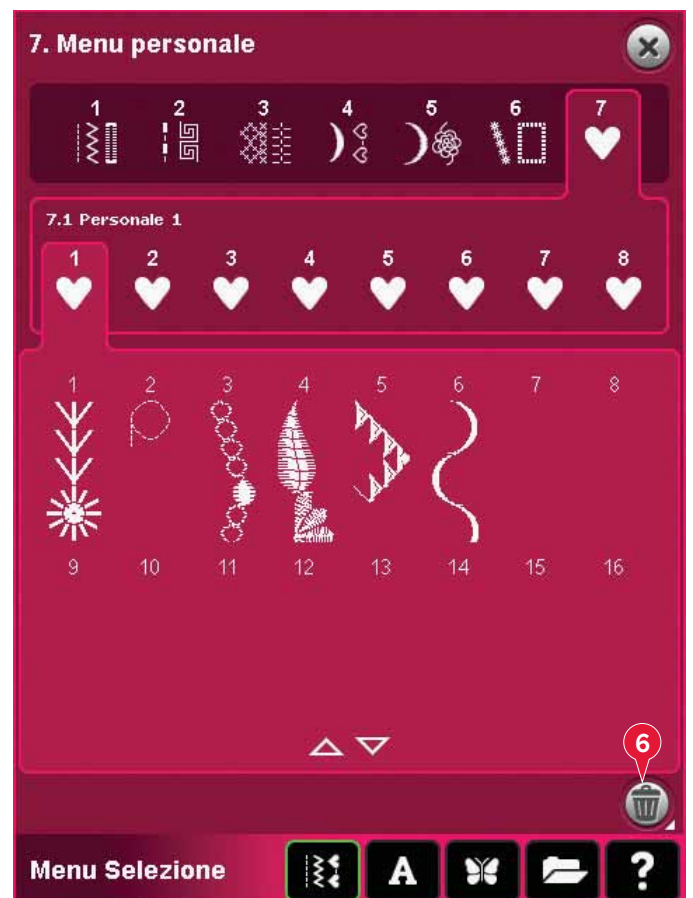 7. Menu personale
1 2 3 4 5 6 7
7.1 Personale 1
1 2 3 4 5 6 7 8
1 2 3 4 5 6 7 8
9 10 11 12 13 14 15 16
6
Menu Selezione A ?